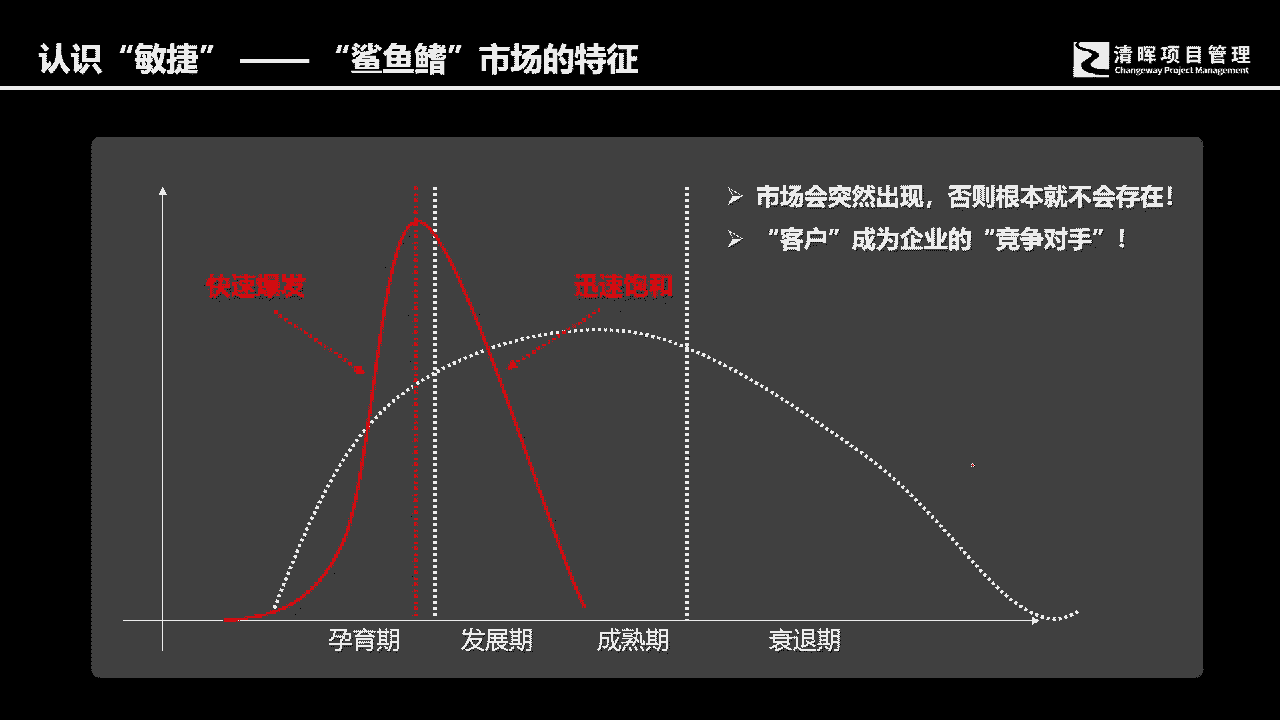 认识“敏捷”——“鲨鱼鳍”市场的特征
清晖项目管理
Changeway Project Management
市场会突然出现，否则根本就不会存在！
“客户”成为企业的“竞争对手”！
快速爆发
迅速饱和
孕育期 发展期 成熟期 衰退期